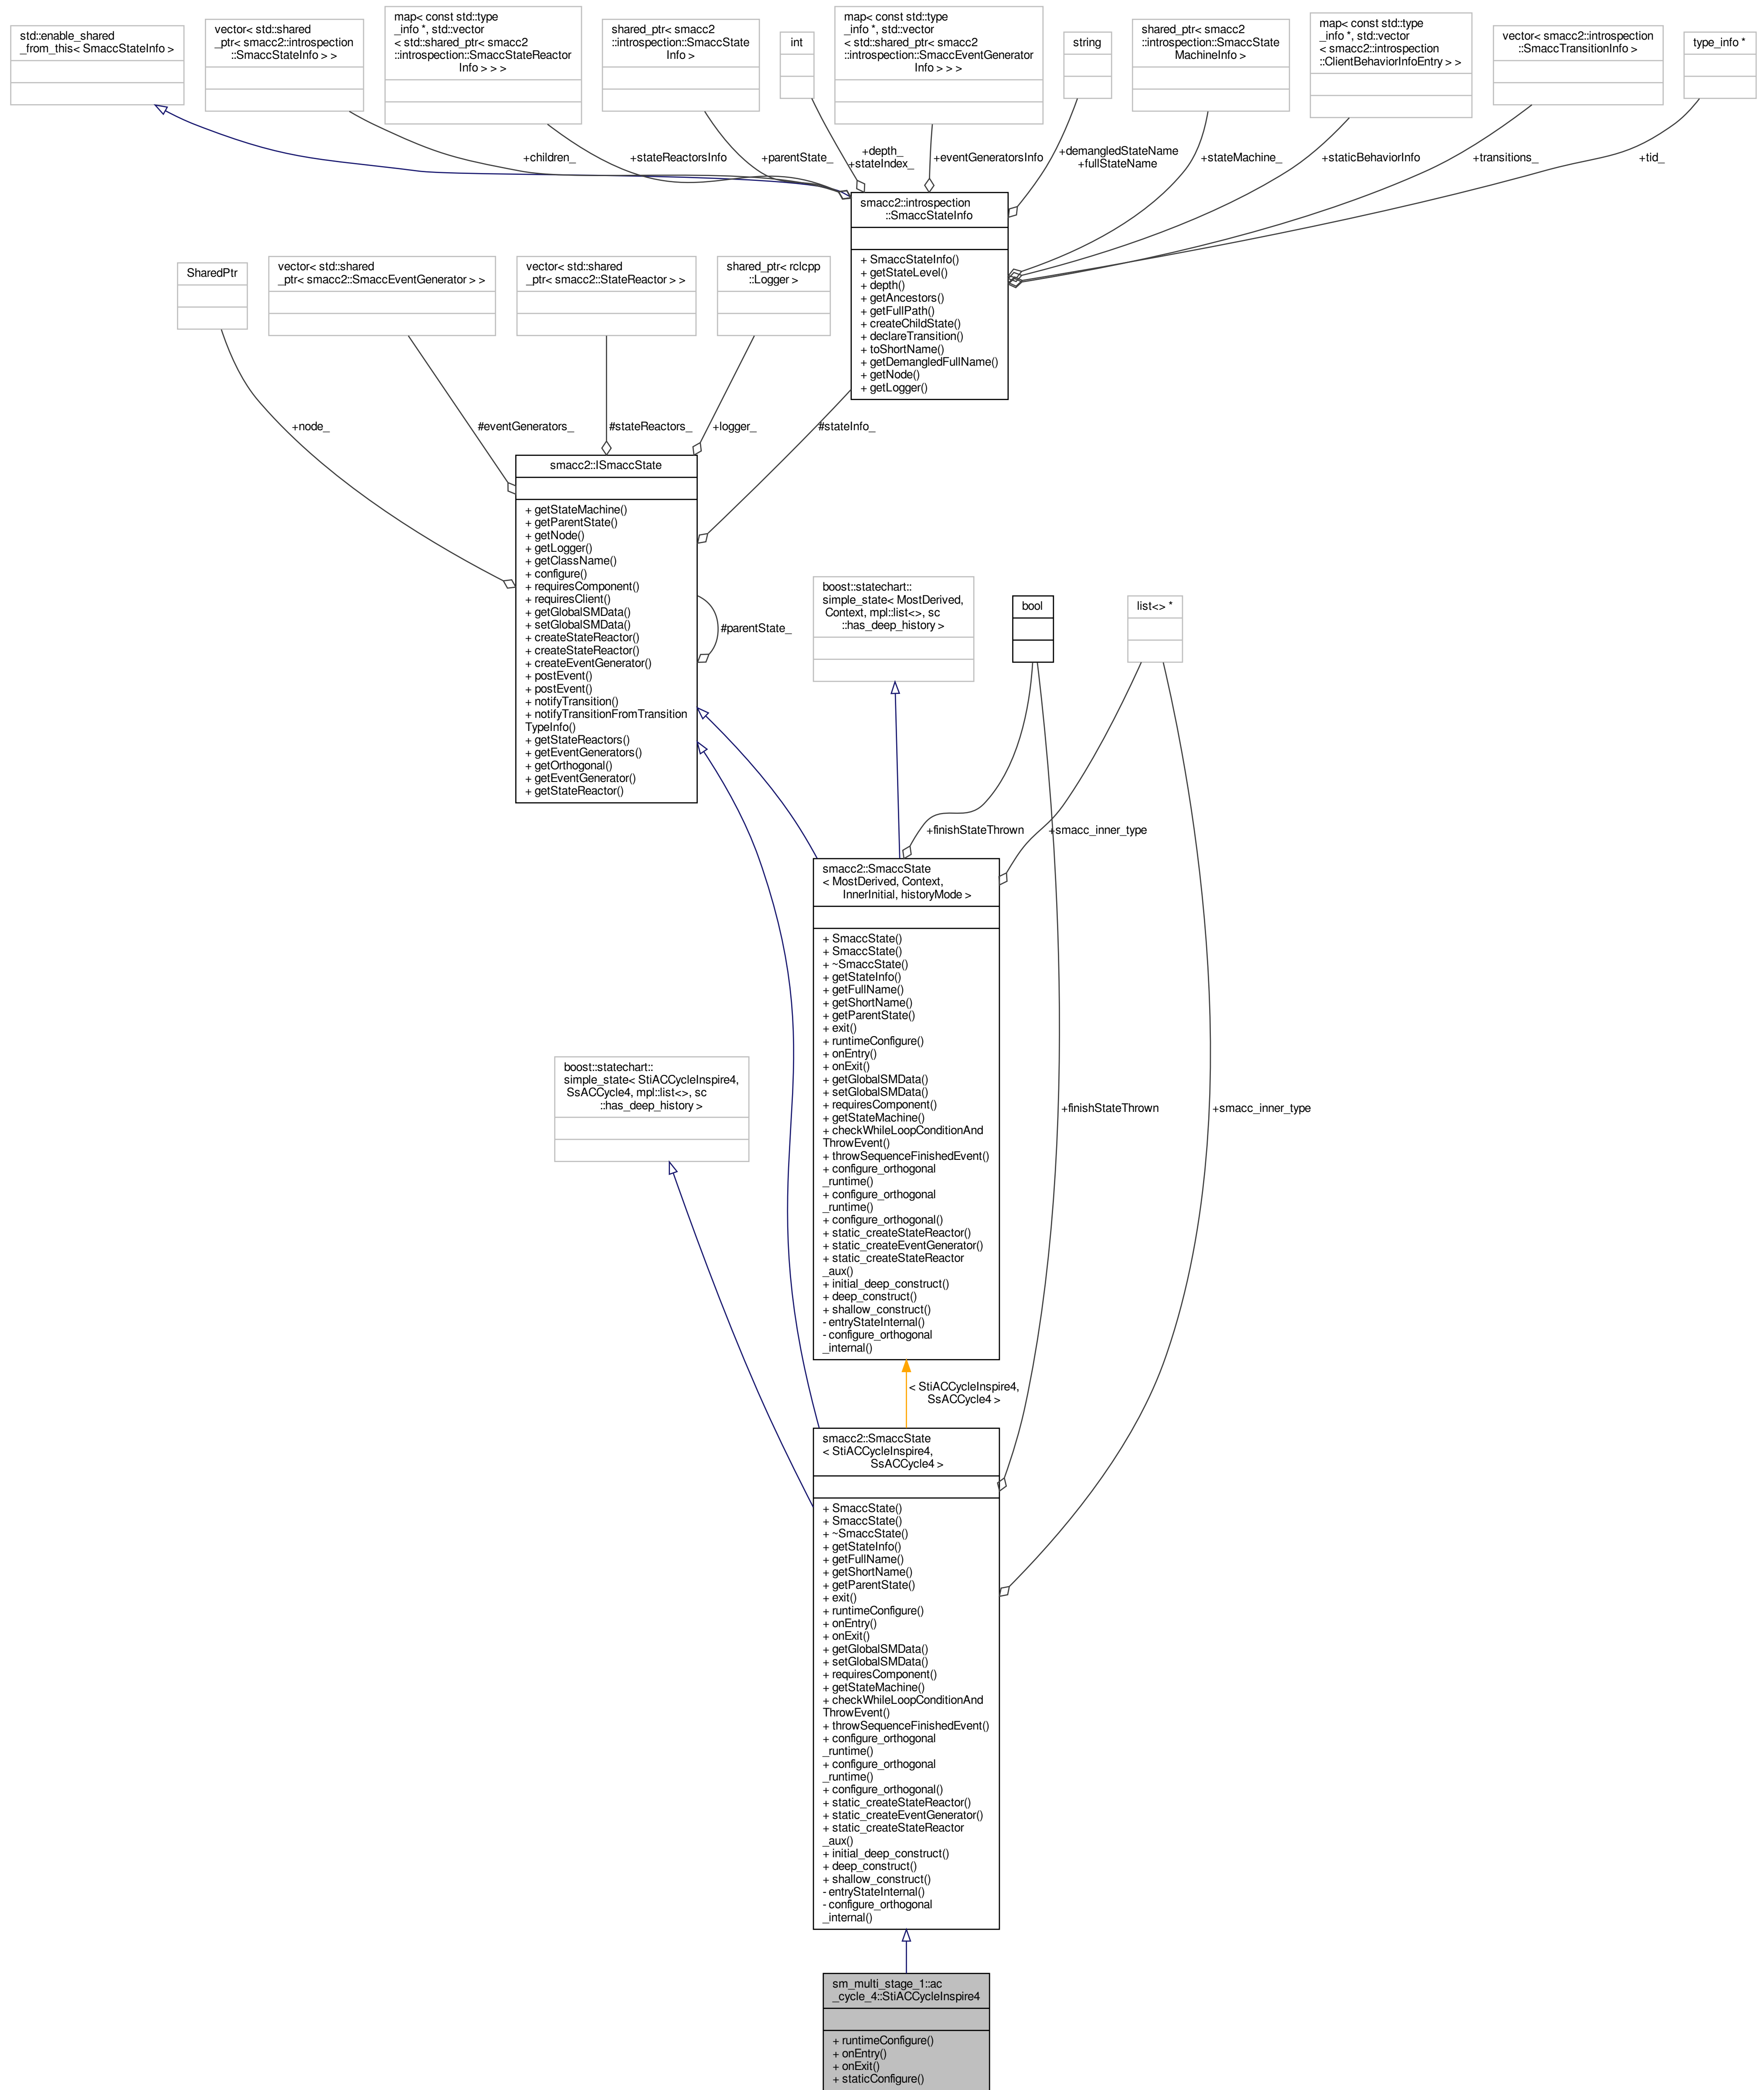 std::enable_shared
_from_this< SmaccStateInfo >
vector< std::shared
_ptr< smacc2::introspection
::SmaccStateInfo > >
map< const std::type
_info *, std::vector
< std::shared_ptr< smacc2
::introspection::SmaccStateReactor
Info > > >
shared_ptr< smacc2
::introspection::SmaccState
Info >
int
map< const std::type
_info *, std::vector
< std::shared_ptr< smacc2
::introspection::SmaccEventGenerator
Info > > >
string
shared_ptr< smacc2
::introspection::SmaccState
MachineInfo >
map< const std::type
_info *, std::vector
< smacc2::introspection
::ClientBehaviorInfoEntry > >
vector< smacc2::introspection
::SmaccTransitionInfo >
type_info *
+children_
+stateReactorsInfo
+parentState_
+depth_
+stateIndex_
+eventGeneratorsInfo
+demangledStateName
+fullStateName
+stateMachine_
+staticBehaviorInfo
+transitions_
+tid_
smacc2::introspection
::SmaccStateInfo
+ SmaccStateInfo()
+ getStateLevel()
+ depth()
+ getAncestors()
+ getFullPath()
+ createChildState()
+ declareTransition()
+ toShortName()
+ getDemangledFullName()
+ getNode()
+ getLogger()
SharedPtr
vector< std::shared
_ptr< smacc2::SmaccEventGenerator > >
vector< std::shared
_ptr< smacc2::StateReactor > >
shared_ptr< rclcpp
::Logger >
+node_
#eventGenerators_
#stateReactors_
+logger_
#stateInfo_
smacc2::ISmaccState
+ getStateMachine()
+ getParentState()
+ getNode()
+ getLogger()
+ getClassName()
+ configure()
+ requiresComponent()
+ requiresClient()
+ getGlobalSMData()
+ setGlobalSMData()
+ createStateReactor()
+ createStateReactor()
+ createEventGenerator()
+ postEvent()
+ postEvent()
+ notifyTransition()
+ notifyTransitionFromTransition
TypeInfo()
+ getStateReactors()
+ getEventGenerators()
+ getOrthogonal()
+ getEventGenerator()
+ getStateReactor()
#parentState_
boost::statechart::
simple_state< MostDerived,
Context, mpl::list<>, sc
::has_deep_history >
bool
list<> *
+finishStateThrown
+smacc_inner_type
smacc2::SmaccState
< MostDerived, Context,
InnerInitial, historyMode >
+ SmaccState()
+ SmaccState()
+ ~SmaccState()
+ getStateInfo()
+ getFullName()
+ getShortName()
+ getParentState()
+ exit()
+ runtimeConfigure()
+ onEntry()
+ onExit()
+ getGlobalSMData()
+ setGlobalSMData()
+ requiresComponent()
+ getStateMachine()
+ checkWhileLoopConditionAnd
ThrowEvent()
+ throwSequenceFinishedEvent()
+ configure_orthogonal
_runtime()
+ configure_orthogonal
_runtime()
+ configure_orthogonal()
+ static_createStateReactor()
+ static_createEventGenerator()
+ static_createStateReactor
_aux()
+ initial_deep_construct()
+ deep_construct()
+ shallow_construct()
- entryStateInternal()
- configure_orthogonal
_internal()
boost::statechart::
simple_state< StiACCycleInspire4,
SsACCycle4, mpl::list<>, sc
::has_deep_history >
+finishStateThrown
+smacc_inner_type
< StiACCycleInspire4,
SsACCycle4 >
smacc2::SmaccState
< StiACCycleInspire4,
SsACCycle4 >
+ SmaccState()
+ SmaccState()
+ ~SmaccState()
+ getStateInfo()
+ getFullName()
+ getShortName()
+ getParentState()
+ exit()
+ runtimeConfigure()
+ onEntry()
+ onExit()
+ getGlobalSMData()
+ setGlobalSMData()
+ requiresComponent()
+ getStateMachine()
+ checkWhileLoopConditionAnd
ThrowEvent()
+ throwSequenceFinishedEvent()
+ configure_orthogonal
_runtime()
+ configure_orthogonal
_runtime()
+ configure_orthogonal()
+ static_createStateReactor()
+ static_createEventGenerator()
+ static_createStateReactor
_aux()
+ initial_deep_construct()
+ deep_construct()
+ shallow_construct()
- entryStateInternal()
- configure_orthogonal
_internal()
sm_multi_stage_1::ac
_cycle_4::StiACCycleInspire4
+ runtimeConfigure()
+ onEntry()
+ onExit()
+ staticConfigure()